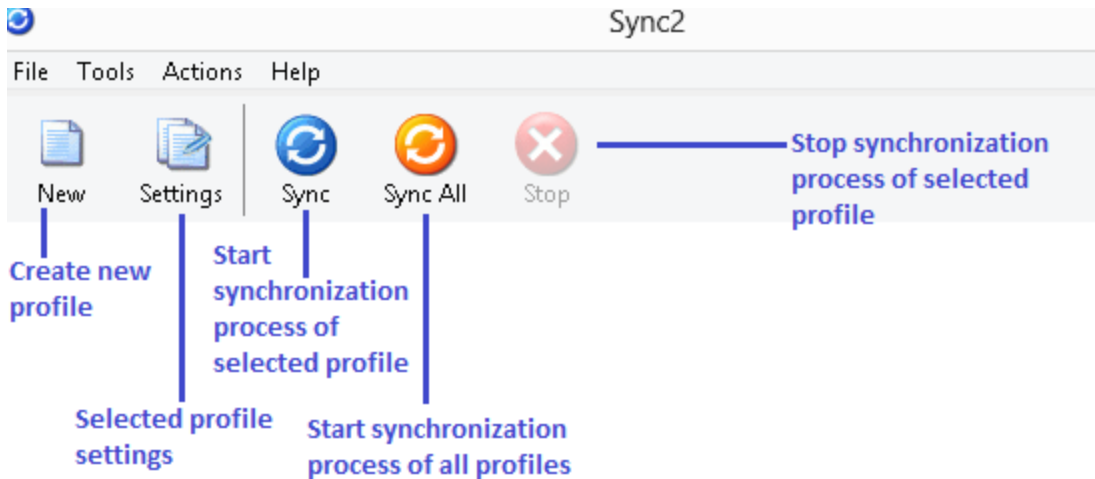 Sync2
File Tools Actions Help
New Settings Sync Sync All Stop
Stop synchronization
process of selected
profile
Create new
profile
Start
synchronization
process of
selected profile
Selected profile
settings
Start synchronization
process of all profiles